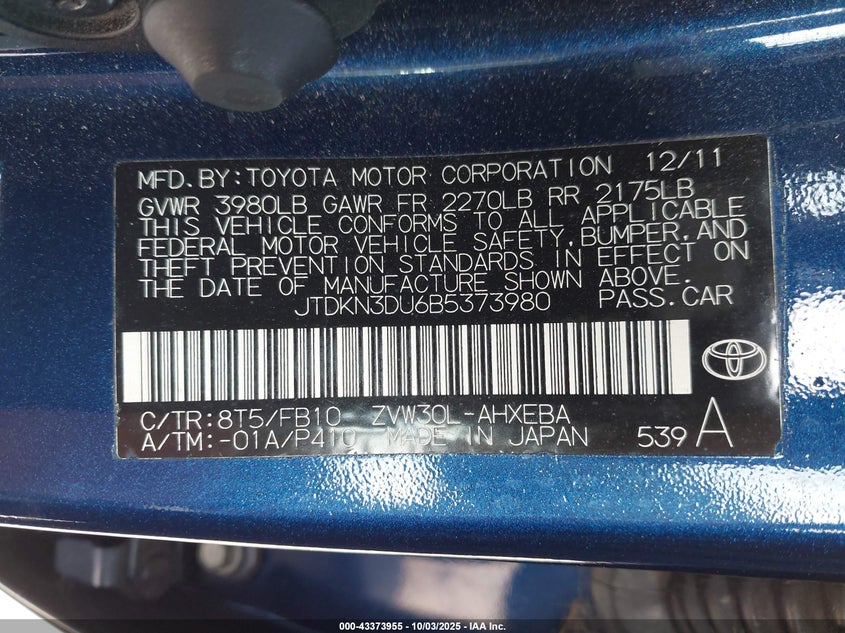 MFD. BY: TOYOTA MOTOR CORPORATION 12/11
GVWR 3980LB GAWR FR 2270LB RR 2175LB
THIS VEHICLE CONFORMS TO ALL APPLICABLE
FEDERAL MOTOR VEHICLE SAFETY, BUMPER, AND
THEFT PREVENTION STANDARDS IN EFFECT ON
THE DATE OF MANUFACTURE SHOWN ABOVE.
JTDKN3DU6B5373980 PASS. CAR
C/TR: 8T5/FB10 ZVW30L-AHXEBA
A/TM: -01A/P410 MADE IN JAPAN 539 A
000-43373955 | 10/03/2025 | © IAA, Inc.